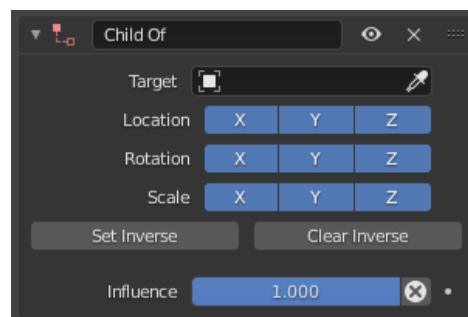 Child Of
Target
Location X Y Z
Rotation X Y Z
Scale X Y Z
Set Inverse Clear Inverse
Influence 1.000